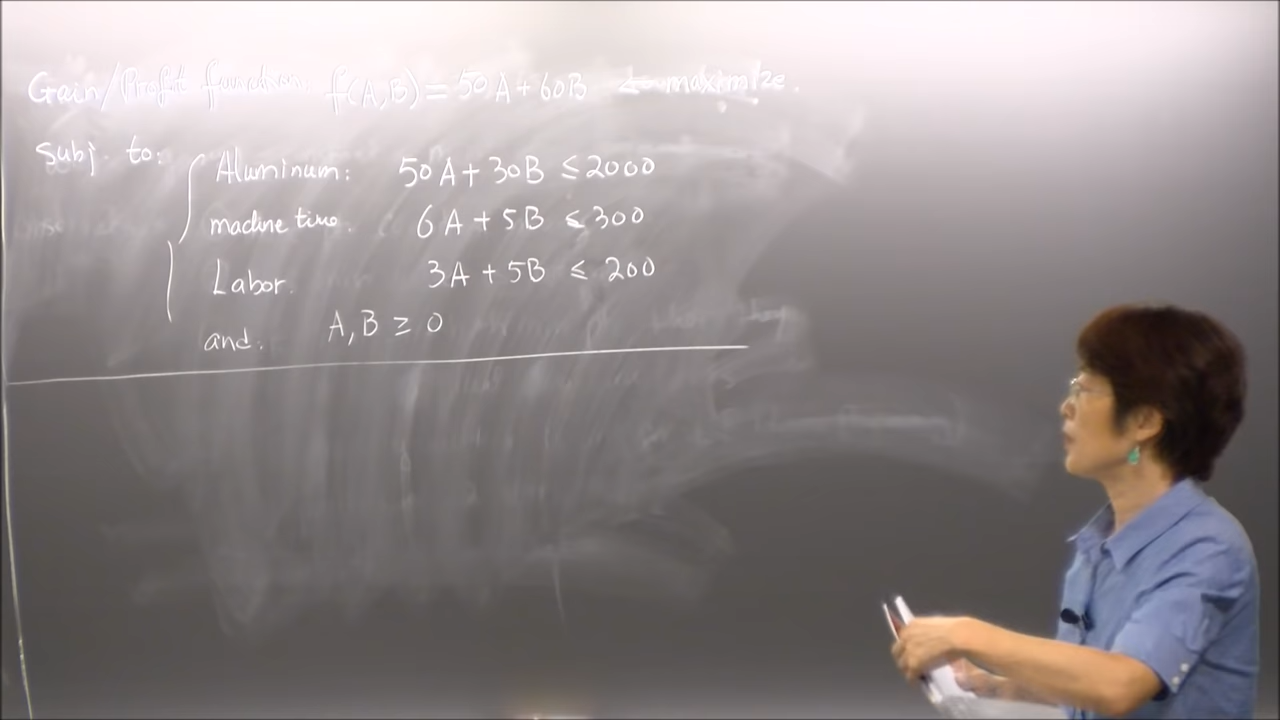 Gain/Profit function f(A,B) = 50A + 60B ← maximize.
Subj. to:
Aluminum: 50A + 30B ≤ 2000
machine time. 6A + 5B ≤ 300
Labor. 3A + 5B ≤ 200
and. A, B ≥ 0